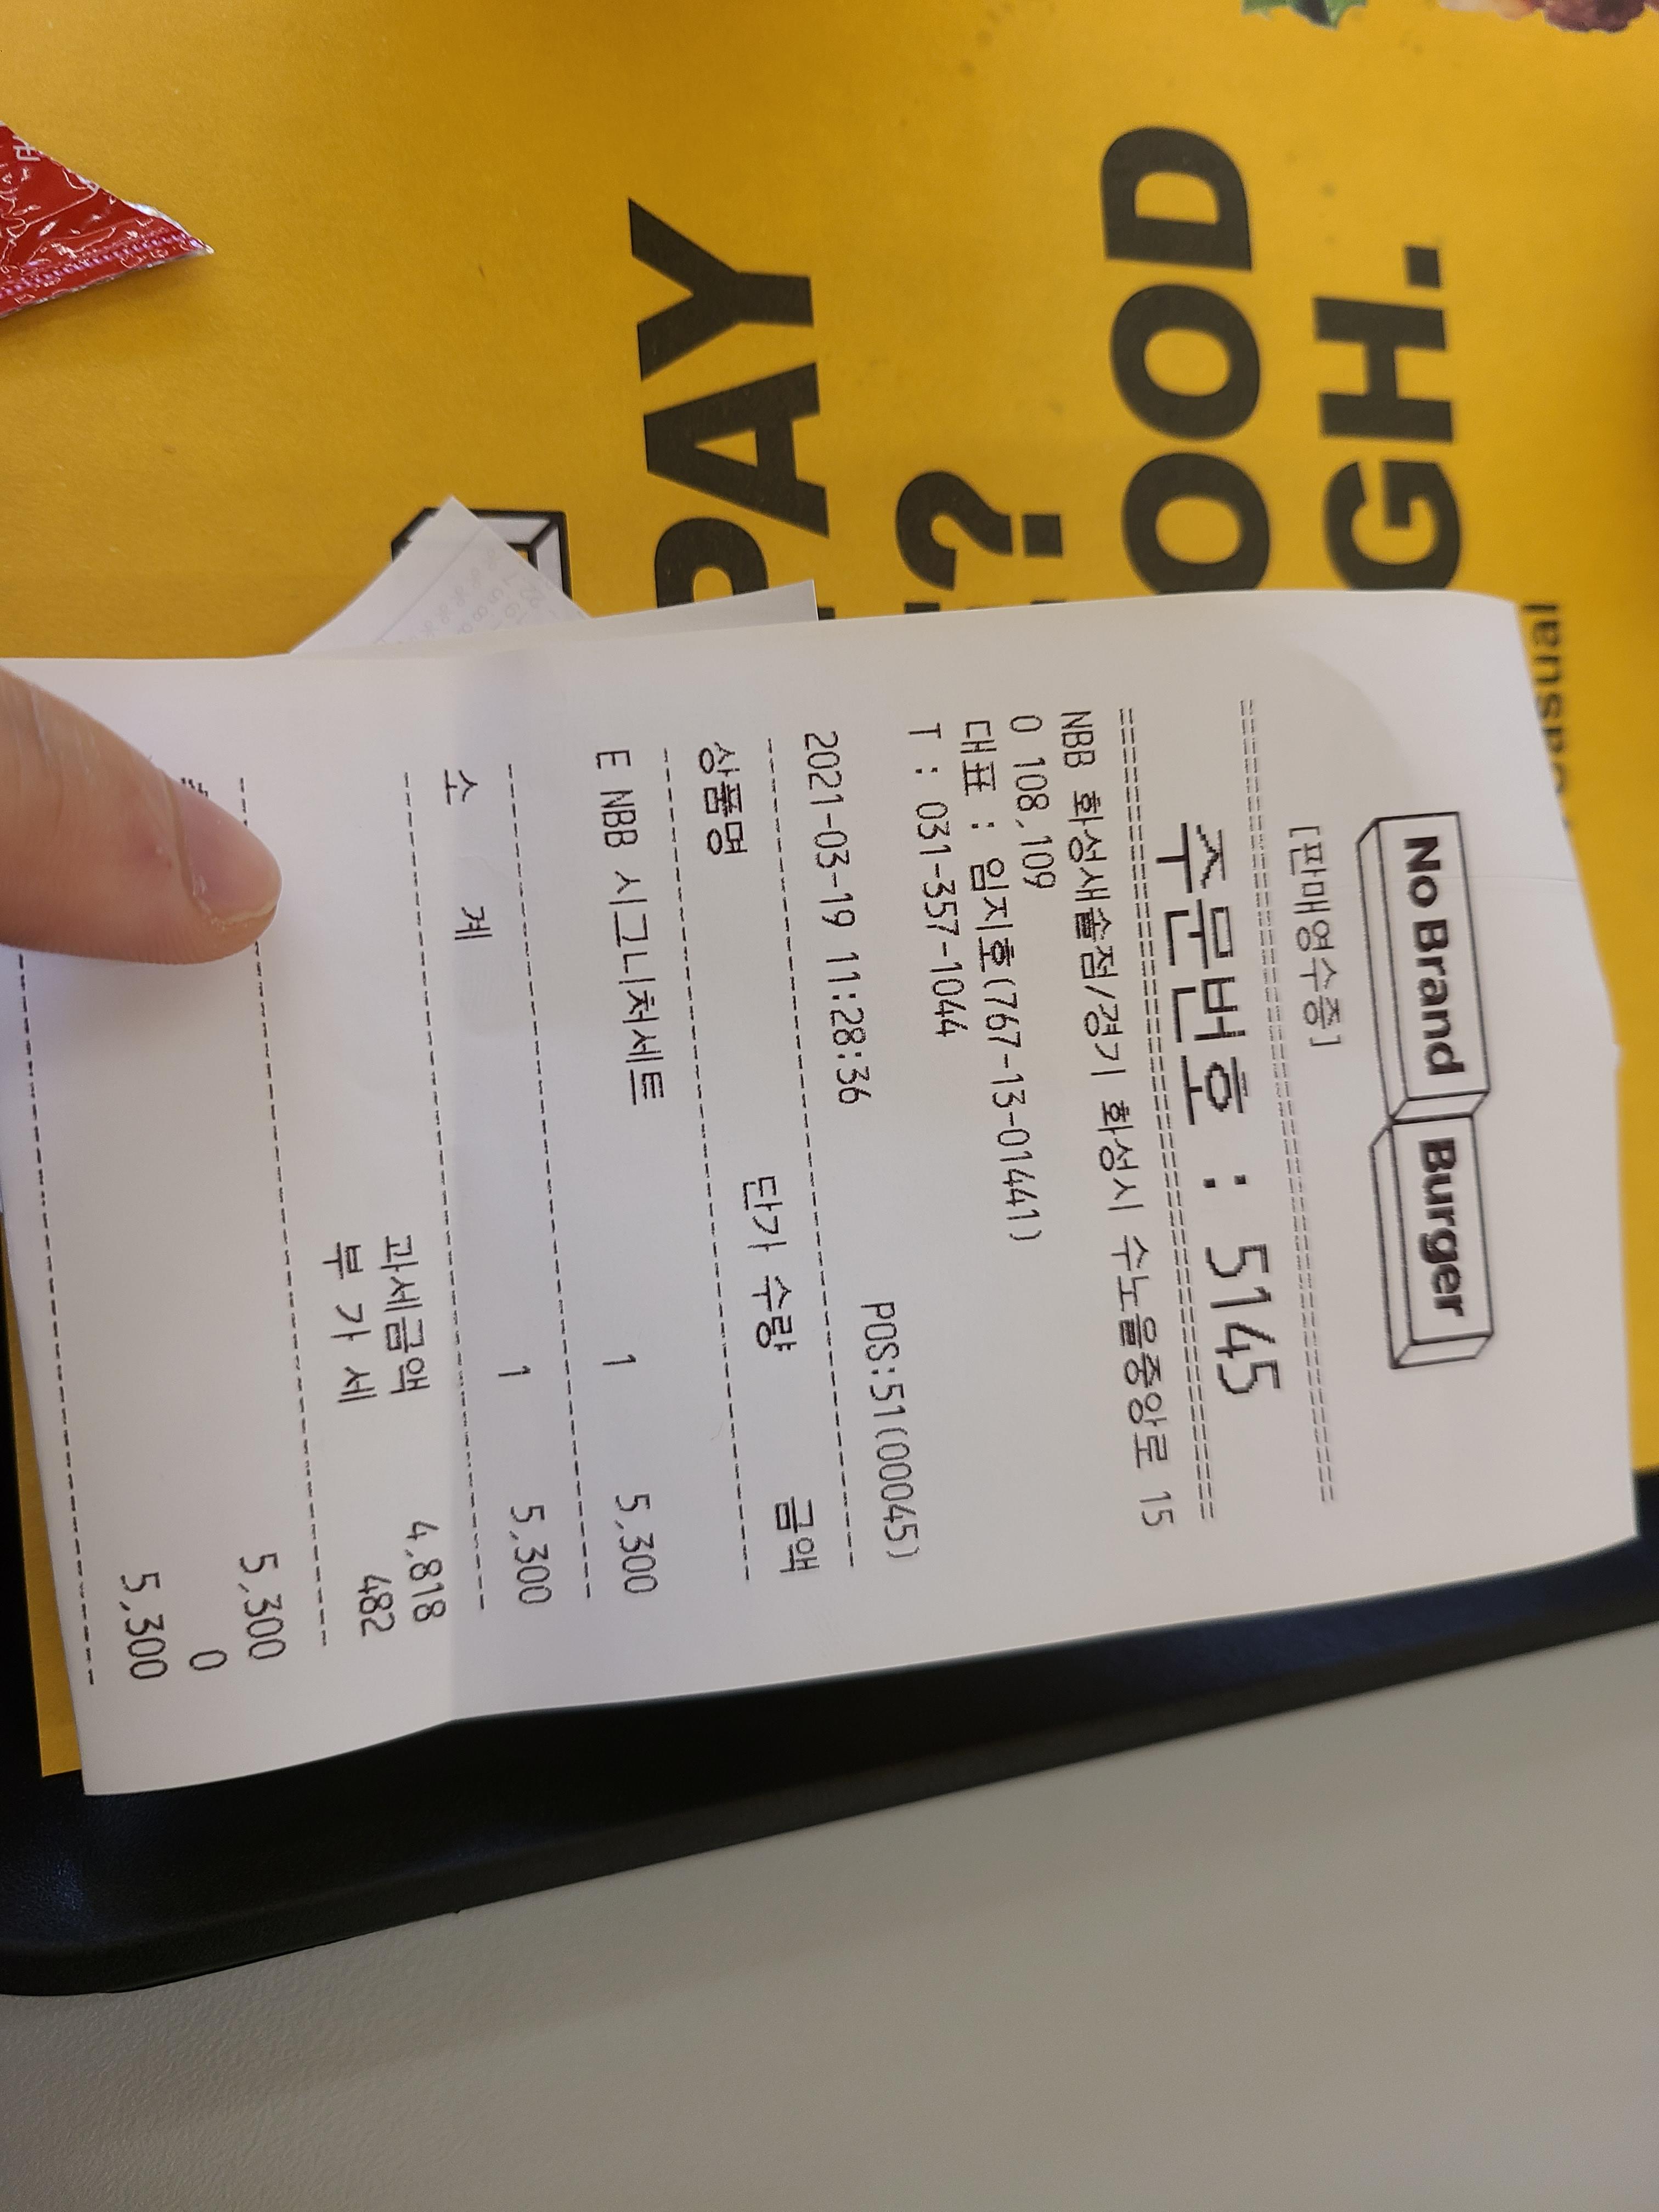 No Brand Burger
[판매영수증]
주문번호 : 5145
NBB 화성새솔점/경기 화성시 수노을중앙로 15
0 108,109
대표 : 임지호(767-13-01441)
T : 031-357-1044
2021-03-19 11:28:36 POS:51(00045)
상품명 단가 수량 금액
E NBB 시그니처세트 1 5,300
소 계 1 5,300
과세금액 4,818
부 가 세 482
5,300
0
5,300
PAY
?
OOD
GH.
asual